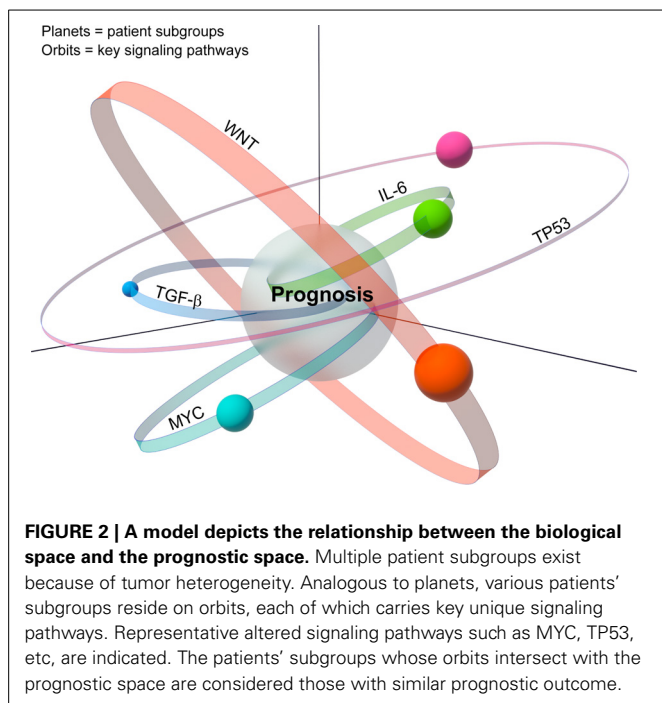 Planets = patient subgroups
Orbits = key signaling pathways
WNT
IL-6
TP53
TGF-β
Prognosis
MYC
FIGURE 2 | A model depicts the relationship between the biological
space and the prognostic space. Multiple patient subgroups exist
because of tumor heterogeneity. Analogous to planets, various patients’
subgroups reside on orbits, each of which carries key unique signaling
pathways. Representative altered signaling pathways such as MYC, TP53,
etc, are indicated. The patients’ subgroups whose orbits intersect with the
prognostic space are considered those with similar prognostic outcome.